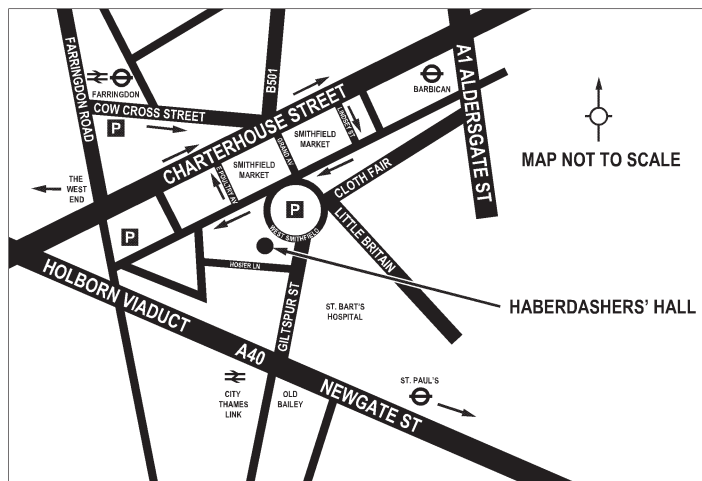 FARRINGDON ROAD
FARRINGDON
COW CROSS STREET
P
B501
CHARTERHOUSE STREET
A1 ALDERSGATE ST
BARBICAN
LINDSEY ST
SMITHFIELD
MARKET
GRAND AV
SMITHFIELD
MARKET
E POULTRY AV
MAP NOT TO SCALE
THE
WEST
END
CLOTH FAIR
P
WEST SMITHFIELD
LITTLE BRITAIN
P
HOSIER LN
HOLBORN VIADUCT
GILTSPUR ST
ST. BART'S
HOSPITAL
HABERDASHERS' HALL
A40
NEWGATE ST
ST. PAUL'S
CITY
THAMES
LINK
OLD
BAILEY